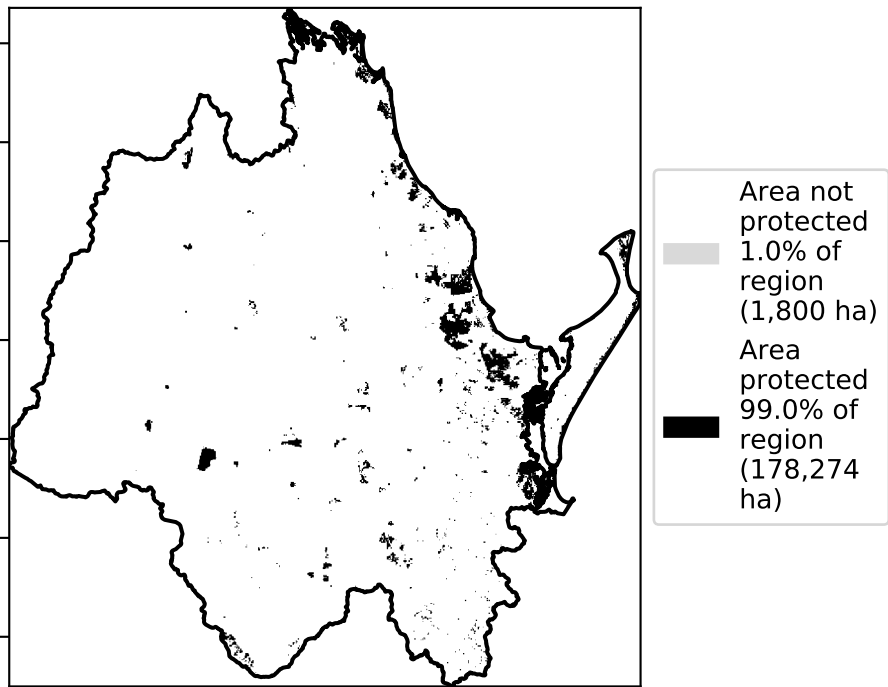 Area not
protected
1.0% of
region
(1,800 ha)
Area
protected
99.0% of
region
(178,274
ha)